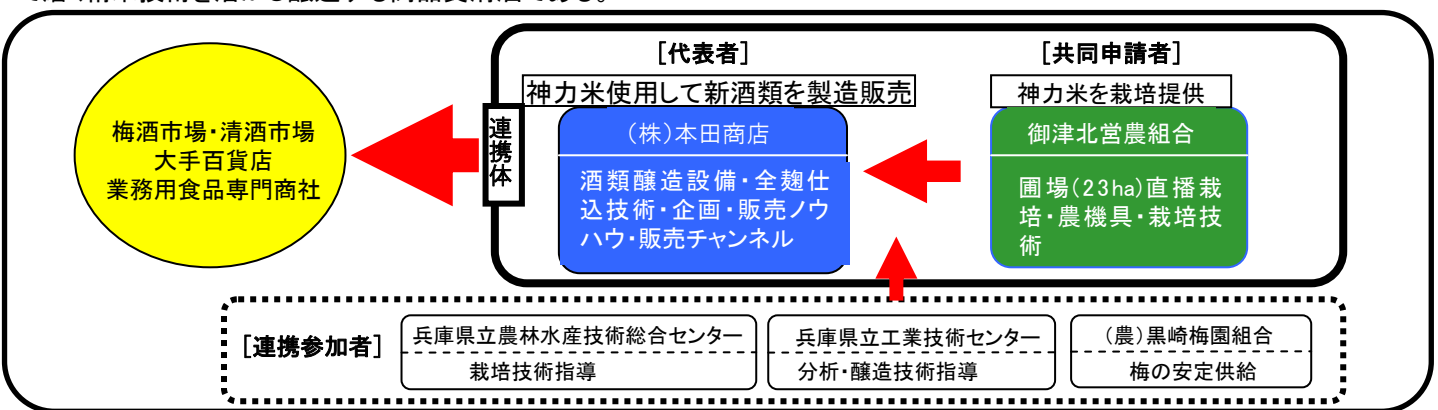 [代表者]
[共同申請者]
神力米使用して新酒類を製造販売
神力米を栽培提供
梅酒市場・清酒市場
大手百貨店
業務用食品専門商社
連携体
(株)本田商店
酒類醸造設備・全麹仕
込技術・企画・販売ノウ
ハウ・販売チャンネル
御津北営農組合
圃場(23ha)直播栽
培・農機具・栽培技
術
[連携参加者]
兵庫県立農林水産技術総合センター
栽培技術指導
兵庫県立工業技術センター
分析・醸造技術指導
(農)黒崎梅園組合
梅の安定供給